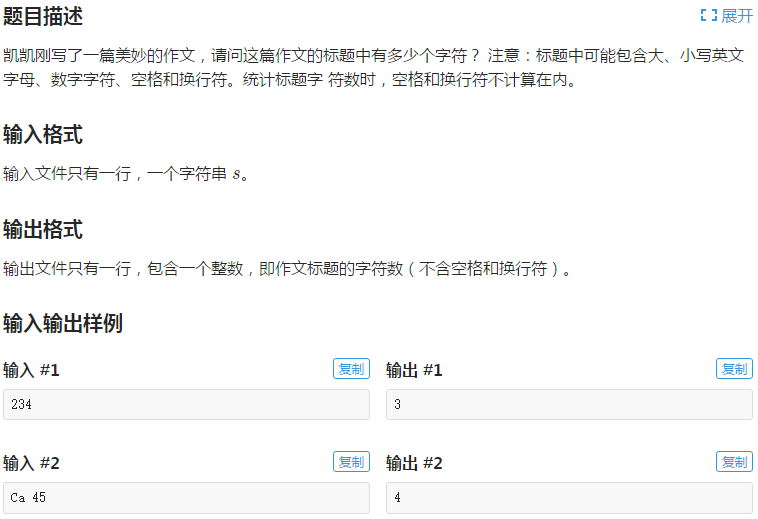 题目描述
展开
凯凯刚写了一篇美妙的作文，请问这篇作文的标题中有多少个字符？ 注意：标题中可能包含大、小写英文
字母、数字字符、空格和换行符。统计标题字 符数时，空格和换行符不计算在内。
输入格式
输入文件只有一行，一个字符串 s。
输出格式
输出文件只有一行，包含一个整数，即作文标题的字符数（不含空格和换行符）。
输入输出样例
输入 #1
复制
输出 #1
复制
234
3
输入 #2
复制
输出 #2
复制
Ca 45
4